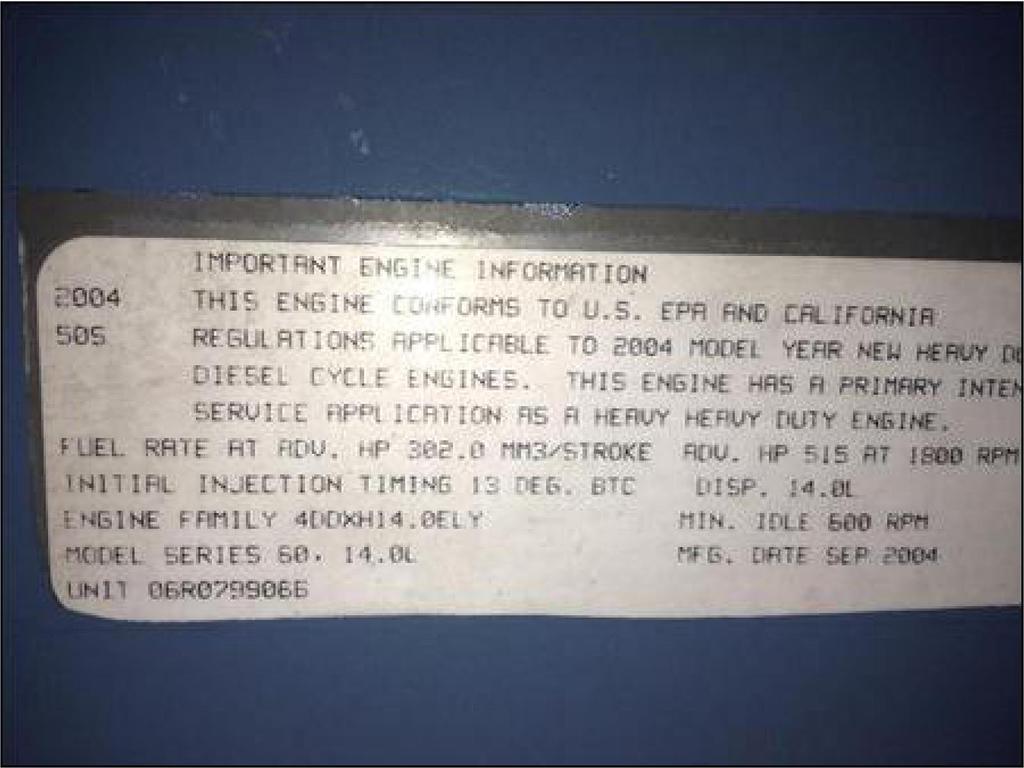 IMPORTANT ENGINE INFORMATION
2004 THIS ENGINE CONFORMS TO U.S. EPA AND CALIFORNIA
505 REGULATIONS APPLICABLE TO 2004 MODEL YEAR NEW HEAVY DU
DIESEL CYCLE ENGINES. THIS ENGINE HAS A PRIMARY INTEN
SERVICE APPLICATION AS A HEAVY HEAVY DUTY ENGINE.
FUEL RATE AT ADV. HP 302.0 MM3/STROKE ADV. HP 515 AT 1800 RPM
INITIAL INJECTION TIMING 13 DEG. BTC DISP. 14.0L
ENGINE FAMILY 4DDXH14.0ELY MIN. IDLE 600 RPM
MODEL SERIES 60, 14.0L MFG. DATE SEP 2004
UNIT 06R0799066